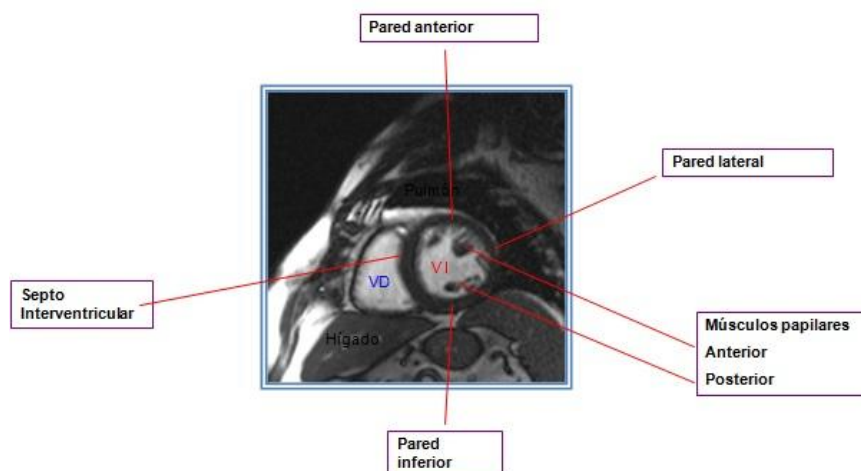 Pared anterior
Pared lateral
Pulmón
VI
VD
Septo
Interventricular
Hígado
Músculos papilares
Anterior
Posterior
Pared
inferior